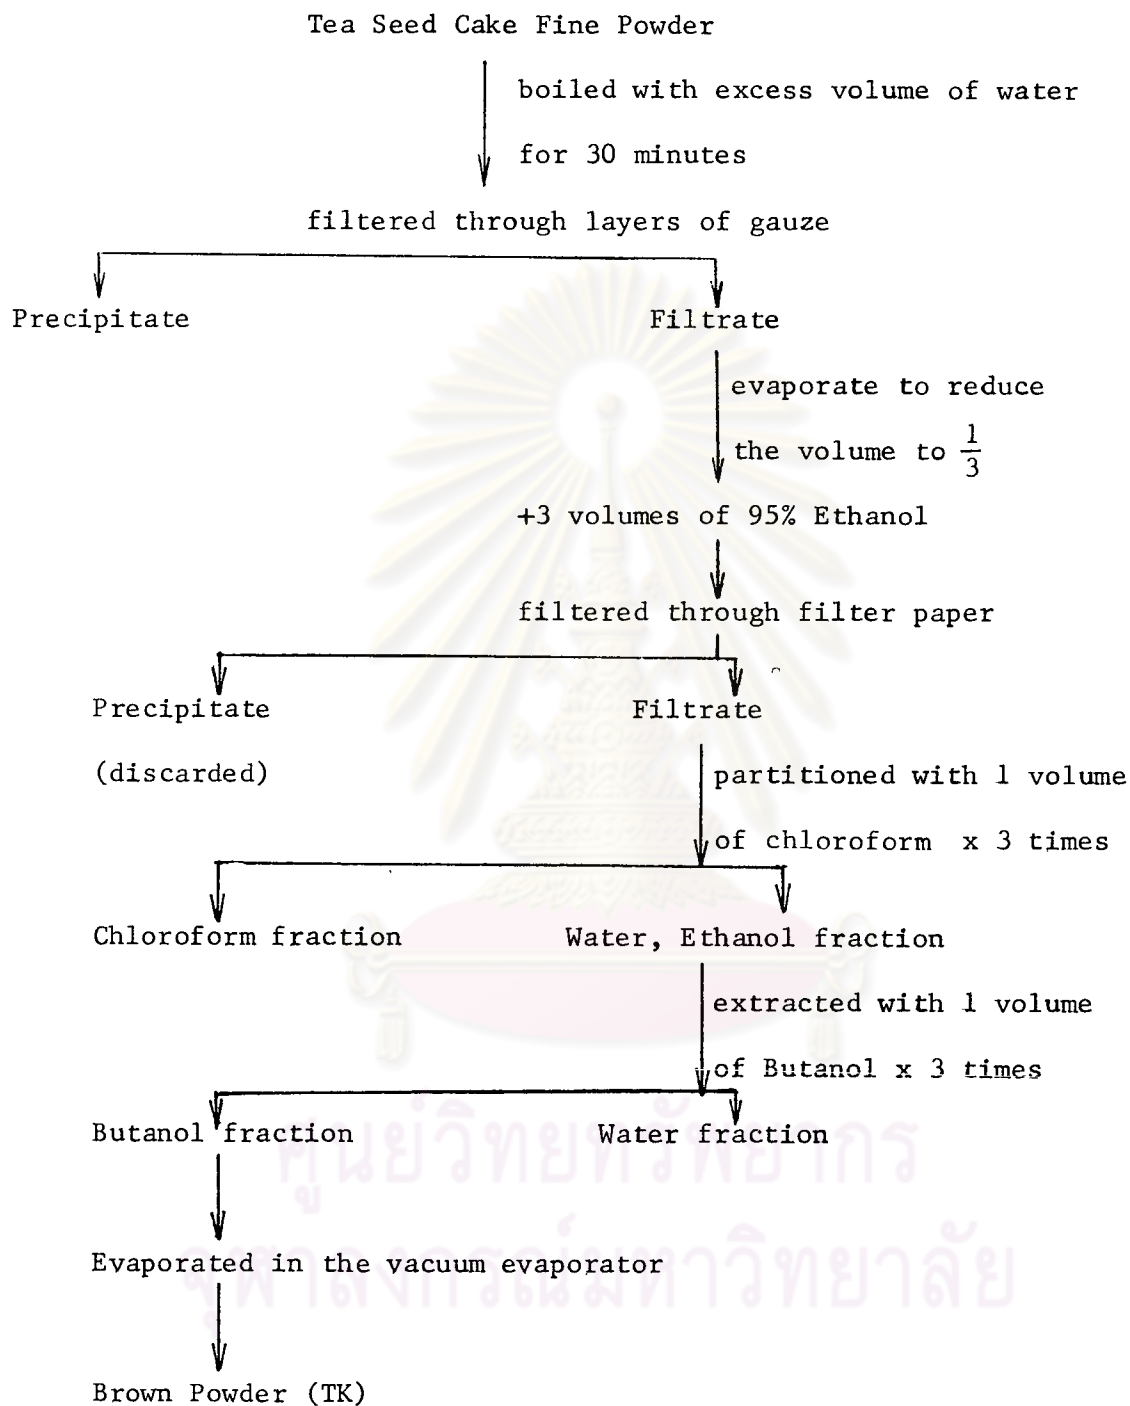 Tea Seed Cake Fine Powder
boiled with excess volume of water
for 30 minutes
filtered through layers of gauze
Precipitate Filtrate
evaporate to reduce
the volume to 1/3
+3 volumes of 95% Ethanol
filtered through filter paper
Precipitate Filtrate
(discarded)
partitioned with 1 volume
of chloroform x 3 times
Chloroform fraction Water, Ethanol fraction
extracted with 1 volume
of Butanol x 3 times
Butanol fraction Water fraction
ศูนย์วิทยทรัพยากร
Evaporated in the vacuum evaporator
จุฬาลงกรณ์มหาวิทยาลัย
Brown Powder (TK)